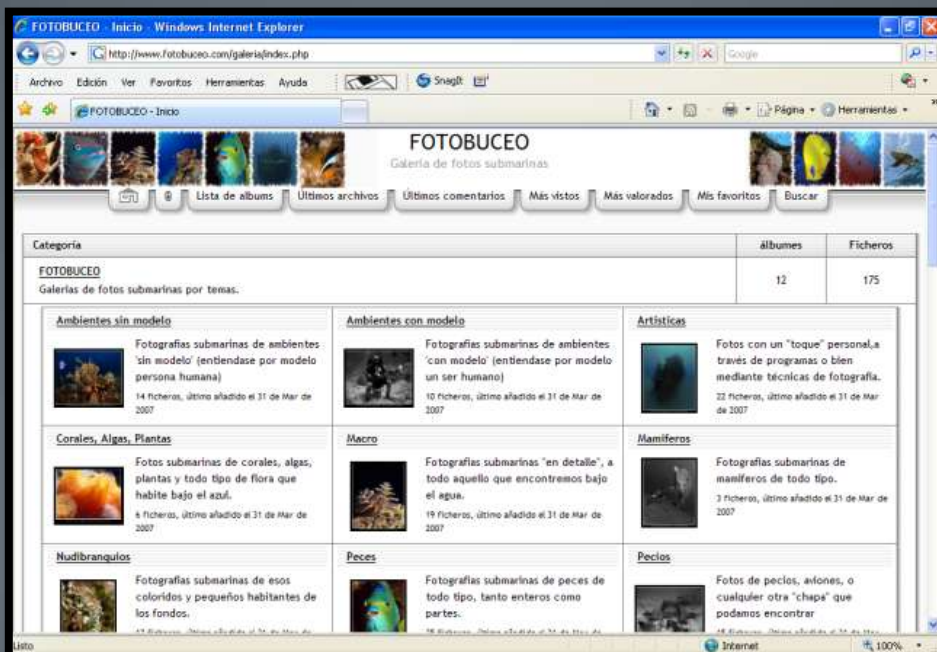 FOTOBUCEO - Inicio - Windows Internet Explorer
http://www.fotobuceo.com/galeria/index.php
Google
Archivo Edición Ver Favoritos Herramientas Ayuda
SnagIt
FOTOBUCEO - Inicio
Página
Herramientas
FOTOBUCEO
Galería de fotos submarinas
Lista de albums
Últimos archivos
Últimos comentarios
Más vistos
Más valorados
Mis favoritos
Buscar
Categoría
álbumes
Ficheros
FOTOBUCEO
Galerias de fotos submarinas por temas.
12
175
Ambientes sin modelo
Fotografías submarinas de ambientes
'sin modelo' (entiendase por modelo
persona humana)
14 ficheros, último añadido el 31 de Mar de
2007
Ambientes con modelo
Fotografías submarinas de ambientes
'con modelo' (entiendase por modelo
un ser humano)
10 ficheros, último añadido el 31 de Mar de
2007
Artísticas
Fotos con un "toque" personal,a
través de programas o bien
mediante técnicas de fotografía.
22 ficheros, último añadido el 31 de Mar
de 2007
Corales, Algas, Plantas
Fotos submarinas de corales, algas,
plantas y todo tipo de flora que
habite bajo el azul.
6 ficheros, último añadido el 31 de Mar de
2007
Macro
Fotografías submarinas "en detalle", a
todo aquello que encontremos bajo
el agua.
19 ficheros, último añadido el 31 de Mar de
2007
Mamíferos
Fotografías submarinas de
mamíferos de todo tipo.
3 ficheros, último añadido el 31 de Mar de
2007
Nudibranquios
Fotografías submarinas de esos
coloridos y pequeños habitantes de
los fondos.
Peces
Fotografías submarinas de peces de
todo tipo, tanto enteros como
partes.
Pecios
Fotos de pecios, aviones, o
cualquier otra "chapa" que
podamos encontrar
Listo
Internet
100%